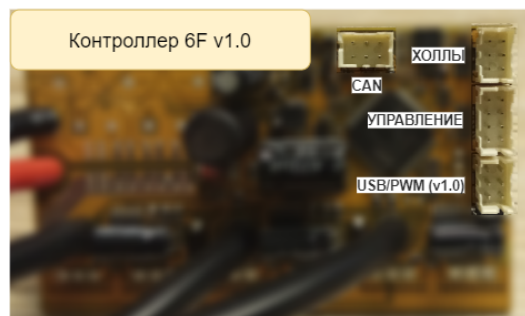 Контроллер 6F v1.0
ХОЛЛЫ
CAN
УПРАВЛЕНИЕ
USB/PWM (v1.0)